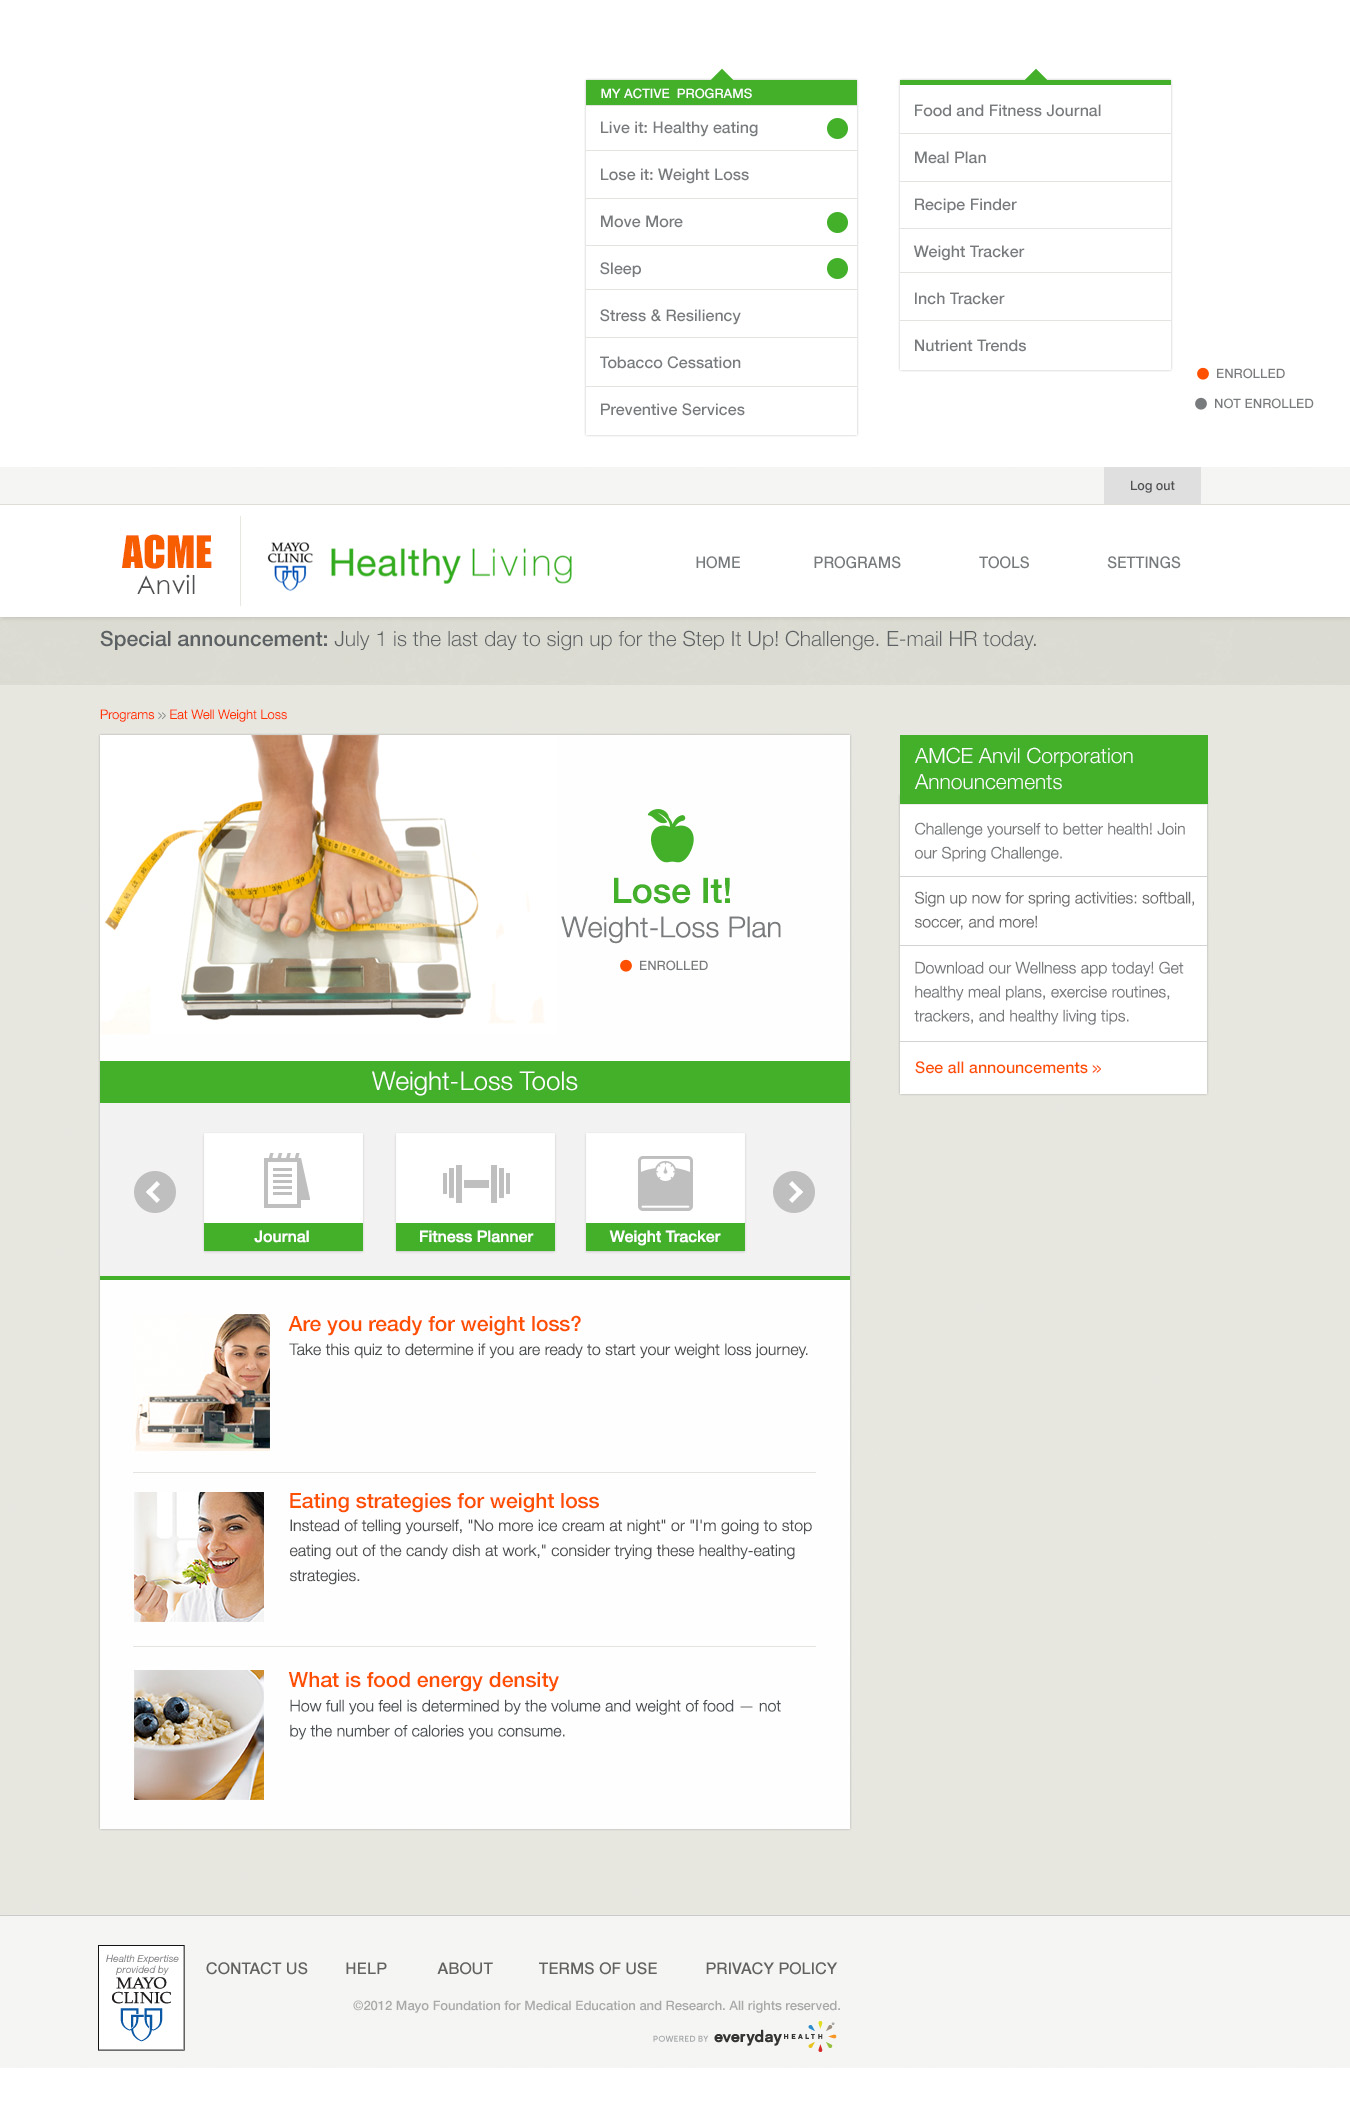 MY ACTIVE PROGRAMS
Live it: Healthy eating
Lose it: Weight Loss
Move More
Sleep
Stress & Resiliency
Tobacco Cessation
Preventive Services
Food and Fitness Journal
Meal Plan
Recipe Finder
Weight Tracker
Inch Tracker
Nutrient Trends
ENROLLED
NOT ENROLLED
Log out
ACME
Anvil
MAYO
CLINIC
Healthy Living
HOME
PROGRAMS
TOOLS
SETTINGS
Special announcement: July 1 is the last day to sign up for the Step It Up! Challenge. E-mail HR today.
Programs » Eat Well Weight Loss
Lose It!
Weight-Loss Plan
ENROLLED
AMCE Anvil Corporation
Announcements
Challenge yourself to better health! Join
our Spring Challenge.
Sign up now for spring activities: softball,
soccer, and more!
Download our Wellness app today! Get
healthy meal plans, exercise routines,
trackers, and healthy living tips.
See all announcements »
Weight-Loss Tools
Journal
Fitness Planner
Weight Tracker
Are you ready for weight loss?
Take this quiz to determine if you are ready to start your weight loss journey.
Eating strategies for weight loss
Instead of telling yourself, "No more ice cream at night" or "I'm going to stop
eating out of the candy dish at work," consider trying these healthy-eating
strategies.
What is food energy density
How full you feel is determined by the volume and weight of food — not
by the number of calories you consume.
Health Expertise
provided by
MAYO
CLINIC
CONTACT US
HELP
ABOUT
TERMS OF USE
PRIVACY POLICY
©2012 Mayo Foundation for Medical Education and Research. All rights reserved.
POWERED BY everyday HEALTH